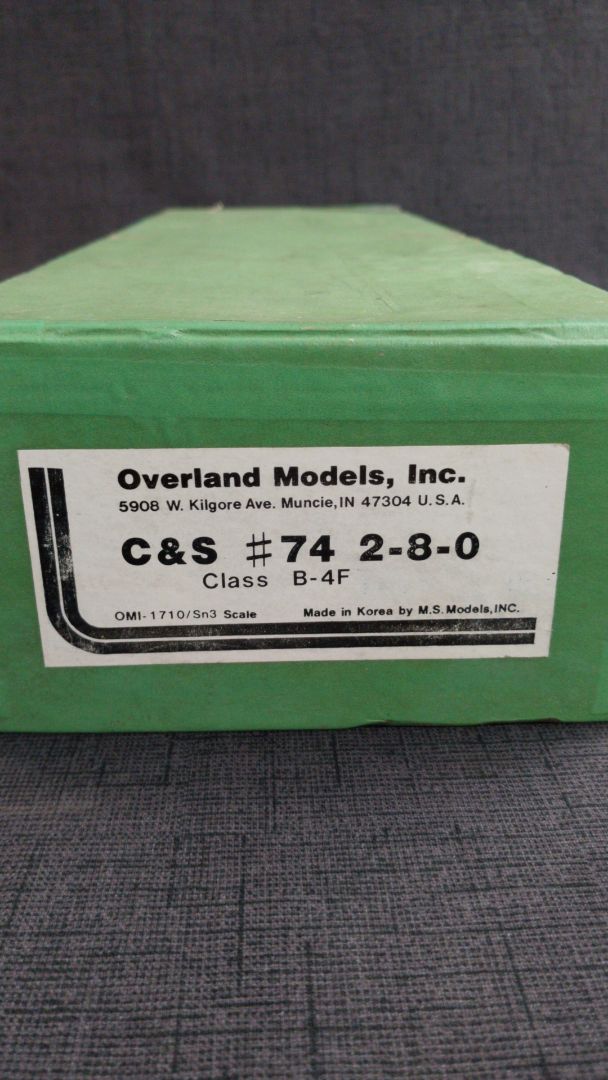 Overland Models, Inc.
5908 W. Kilgore Ave. Muncie, IN 47304 U.S.A.
C&S #74 2-8-0
Class B-4F
OMI-1710/Sn3 Scale Made in Korea by M.S. Models, INC.